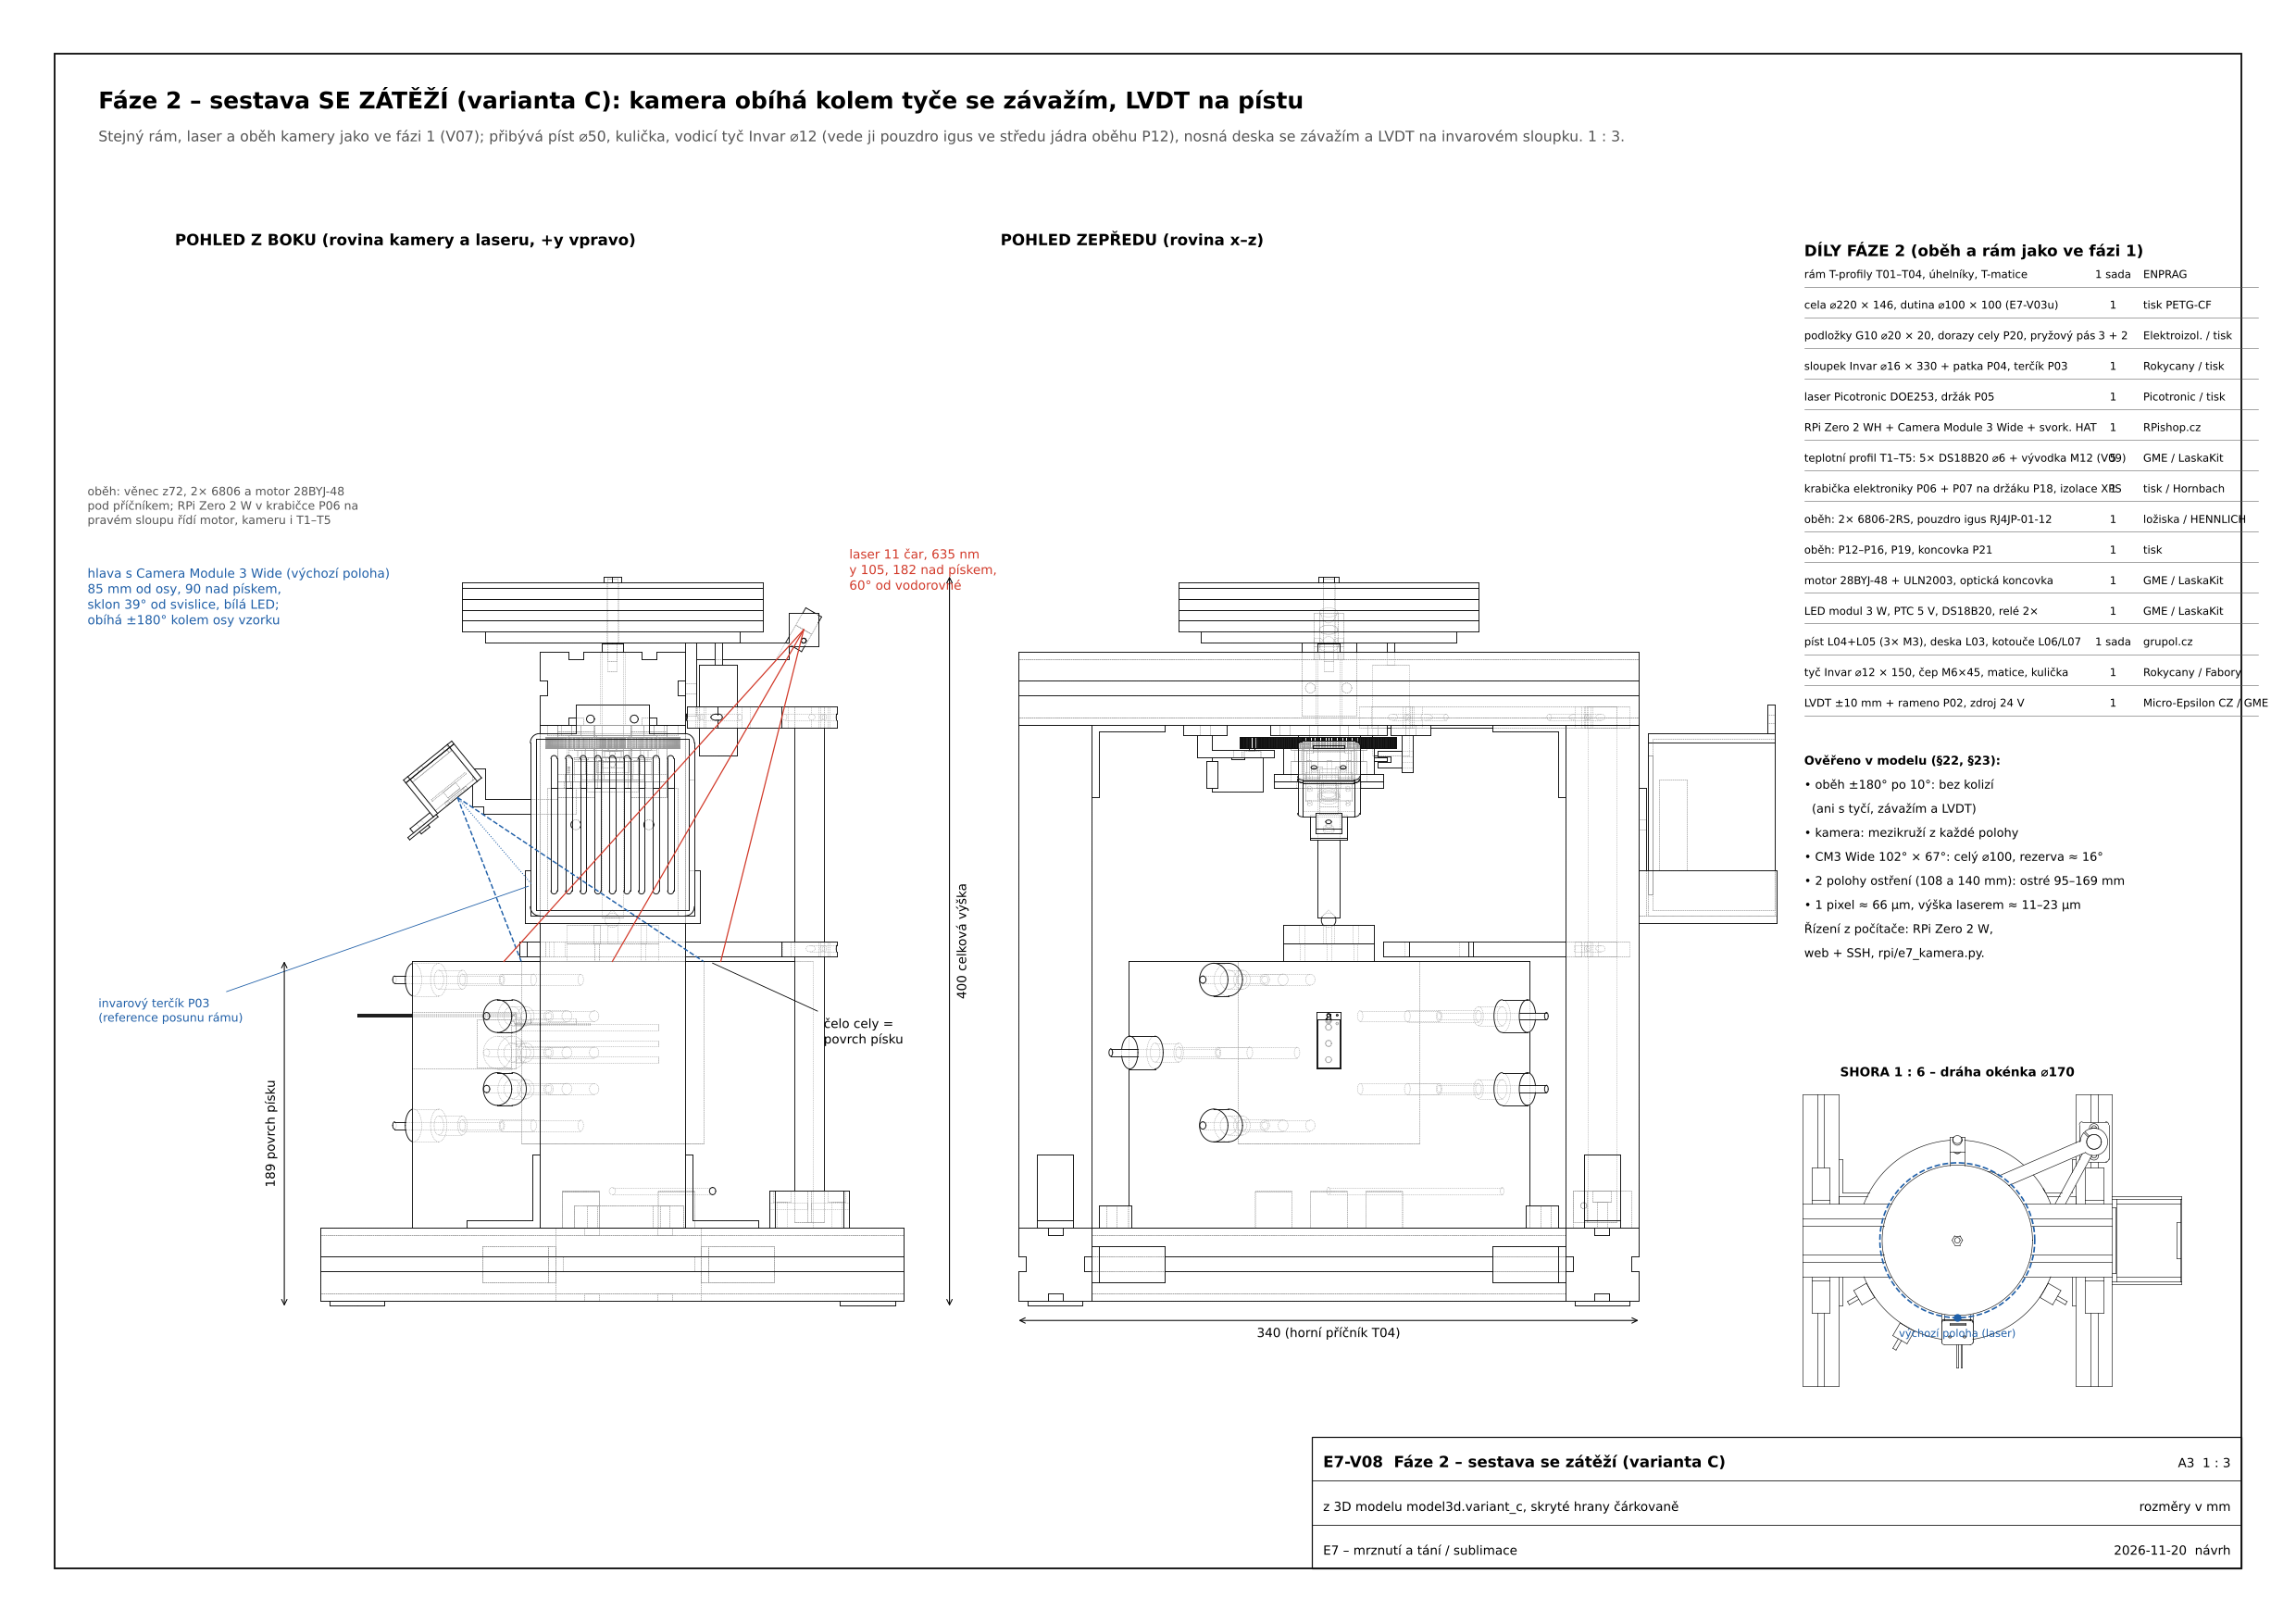 Fáze 2 – sestava SE ZÁTĚŽÍ (varianta C): kamera obíhá kolem tyče se závažím, LVDT na pístu
Stejný rám, laser a oběh kamery jako ve fázi 1 (V07); přibývá píst ⌀50, kulička, vodicí tyč Invar ⌀12 (vede ji pouzdro igus ve středu jádra oběhu P12), nosná deska se závažím a LVDT na invarovém sloupku. 1 : 3.
POHLED Z BOKU (rovina kamery a laseru, +y vpravo)
oběh: věnec z72, 2× 6806 a motor 28BYJ-48
pod příčníkem; RPi Zero 2 W v krabičce P06 na
pravém sloupu řídí motor, kameru i T1–T5
hlava s Camera Module 3 Wide (výchozí poloha)
85 mm od osy, 90 nad pískem,
sklon 39° od svislice, bílá LED;
obíhá ±180° kolem osy vzorku
laser 11 čar, 635 nm
y 105, 182 nad pískem,
60° od vodorovné
400 celková výška
invarový terčík P03
(reference posunu rámu)
čelo cely =
povrch písku
189 povrch písku
POHLED ZEPŘEDU (rovina x–z)
340 (horní příčník T04)
DÍLY FÁZE 2 (oběh a rám jako ve fázi 1)
rám T-profily T01–T04, úhelníky, T-matice 1 sada ENPRAG
cela ⌀220 × 146, dutina ⌀100 × 100 (E7-V03u) 1 tisk PETG-CF
podložky G10 ⌀20 × 20, dorazy cely P20, pryžový pás 3 + 2 Elektroizol. / tisk
sloupek Invar ⌀16 × 330 + patka P04, terčík P03 1 Rokycany / tisk
laser Picotronic DOE253, držák P05 1 Picotronic / tisk
RPi Zero 2 WH + Camera Module 3 Wide + svork. HAT 1 RPishop.cz
teplotní profil T1–T5: 5× DS18B20 ⌀6 + vývodka M12 (V09) 5 GME / LaskaKit
krabička elektroniky P06 + P07 na držáku P18, izolace XPS 1 tisk / Hornbach
oběh: 2× 6806-2RS, pouzdro igus RJ4JP-01-12 1 ložiska / HENNLICH
oběh: P12–P16, P19, koncovka P21 1 tisk
motor 28BYJ-48 + ULN2003, optická koncovka 1 GME / LaskaKit
LED modul 3 W, PTC 5 V, DS18B20, relé 2× 1 GME / LaskaKit
píst L04+L05 (3× M3), deska L03, kotouče L06/L07 1 sada grupol.cz
tyč Invar ⌀12 × 150, čep M6×45, matice, kulička 1 Rokycany / Fabory
LVDT ±10 mm + rameno P02, zdroj 24 V 1 Micro-Epsilon CZ / GME
Ověřeno v modelu (§22, §23):
• oběh ±180° po 10°: bez kolizí
(ani s tyčí, závažím a LVDT)
• kamera: mezikruží z každé polohy
• CM3 Wide 102° × 67°: celý ⌀100, rezerva ≈ 16°
• 2 polohy ostření (108 a 140 mm): ostré 95–169 mm
• 1 pixel ≈ 66 µm, výška laserem ≈ 11–23 µm
Řízení z počítače: RPi Zero 2 W,
web + SSH, rpi/e7_kamera.py.
SHORA 1 : 6 – dráha okénka ⌀170
výchozí poloha (laser)
E7-V08 Fáze 2 – sestava se zátěží (varianta C) A3 1 : 3
z 3D modelu model3d.variant_c, skryté hrany čárkovaně rozměry v mm
E7 – mrznutí a tání / sublimace 2026-11-20 návrh